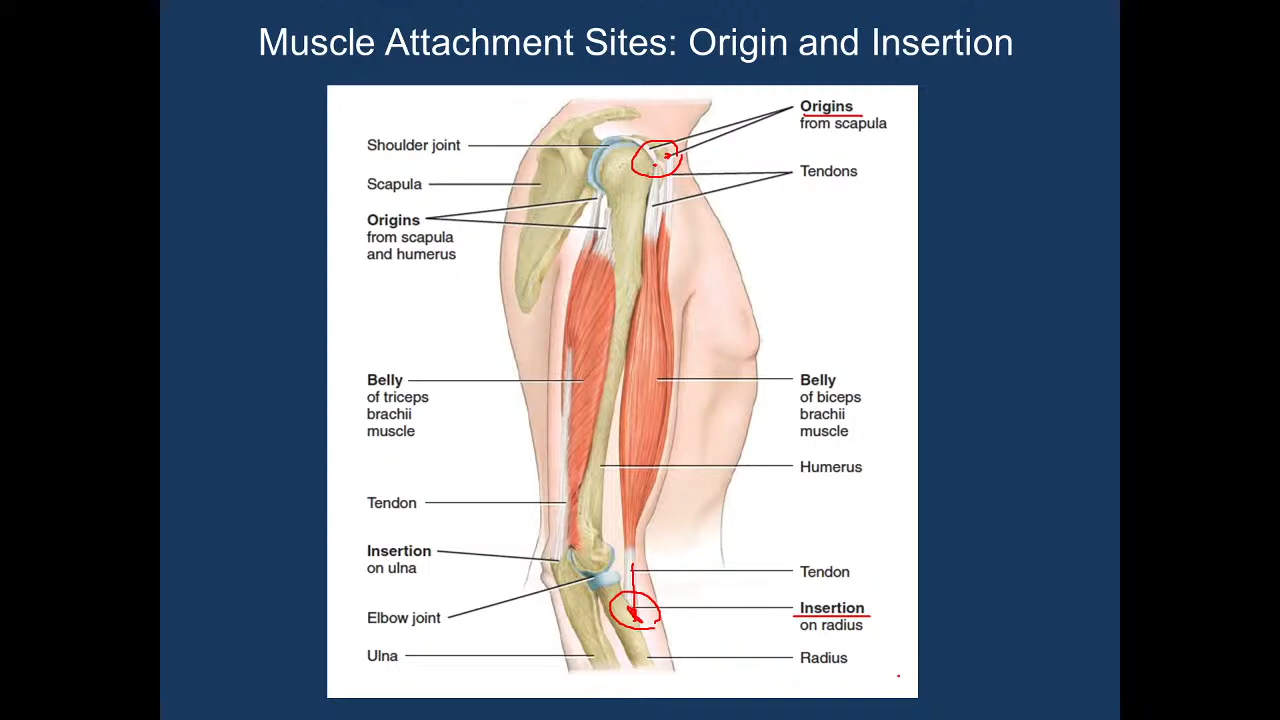 Muscle Attachment Sites: Origin and Insertion
Shoulder joint
Scapula
Origins
from scapula
and humerus
Belly
of triceps
brachii
muscle
Tendon
Insertion
on ulna
Elbow joint
Ulna
Origins
from scapula
Tendons
Belly
of biceps
brachii
muscle
Humerus
Tendon
Insertion
on radius
Radius